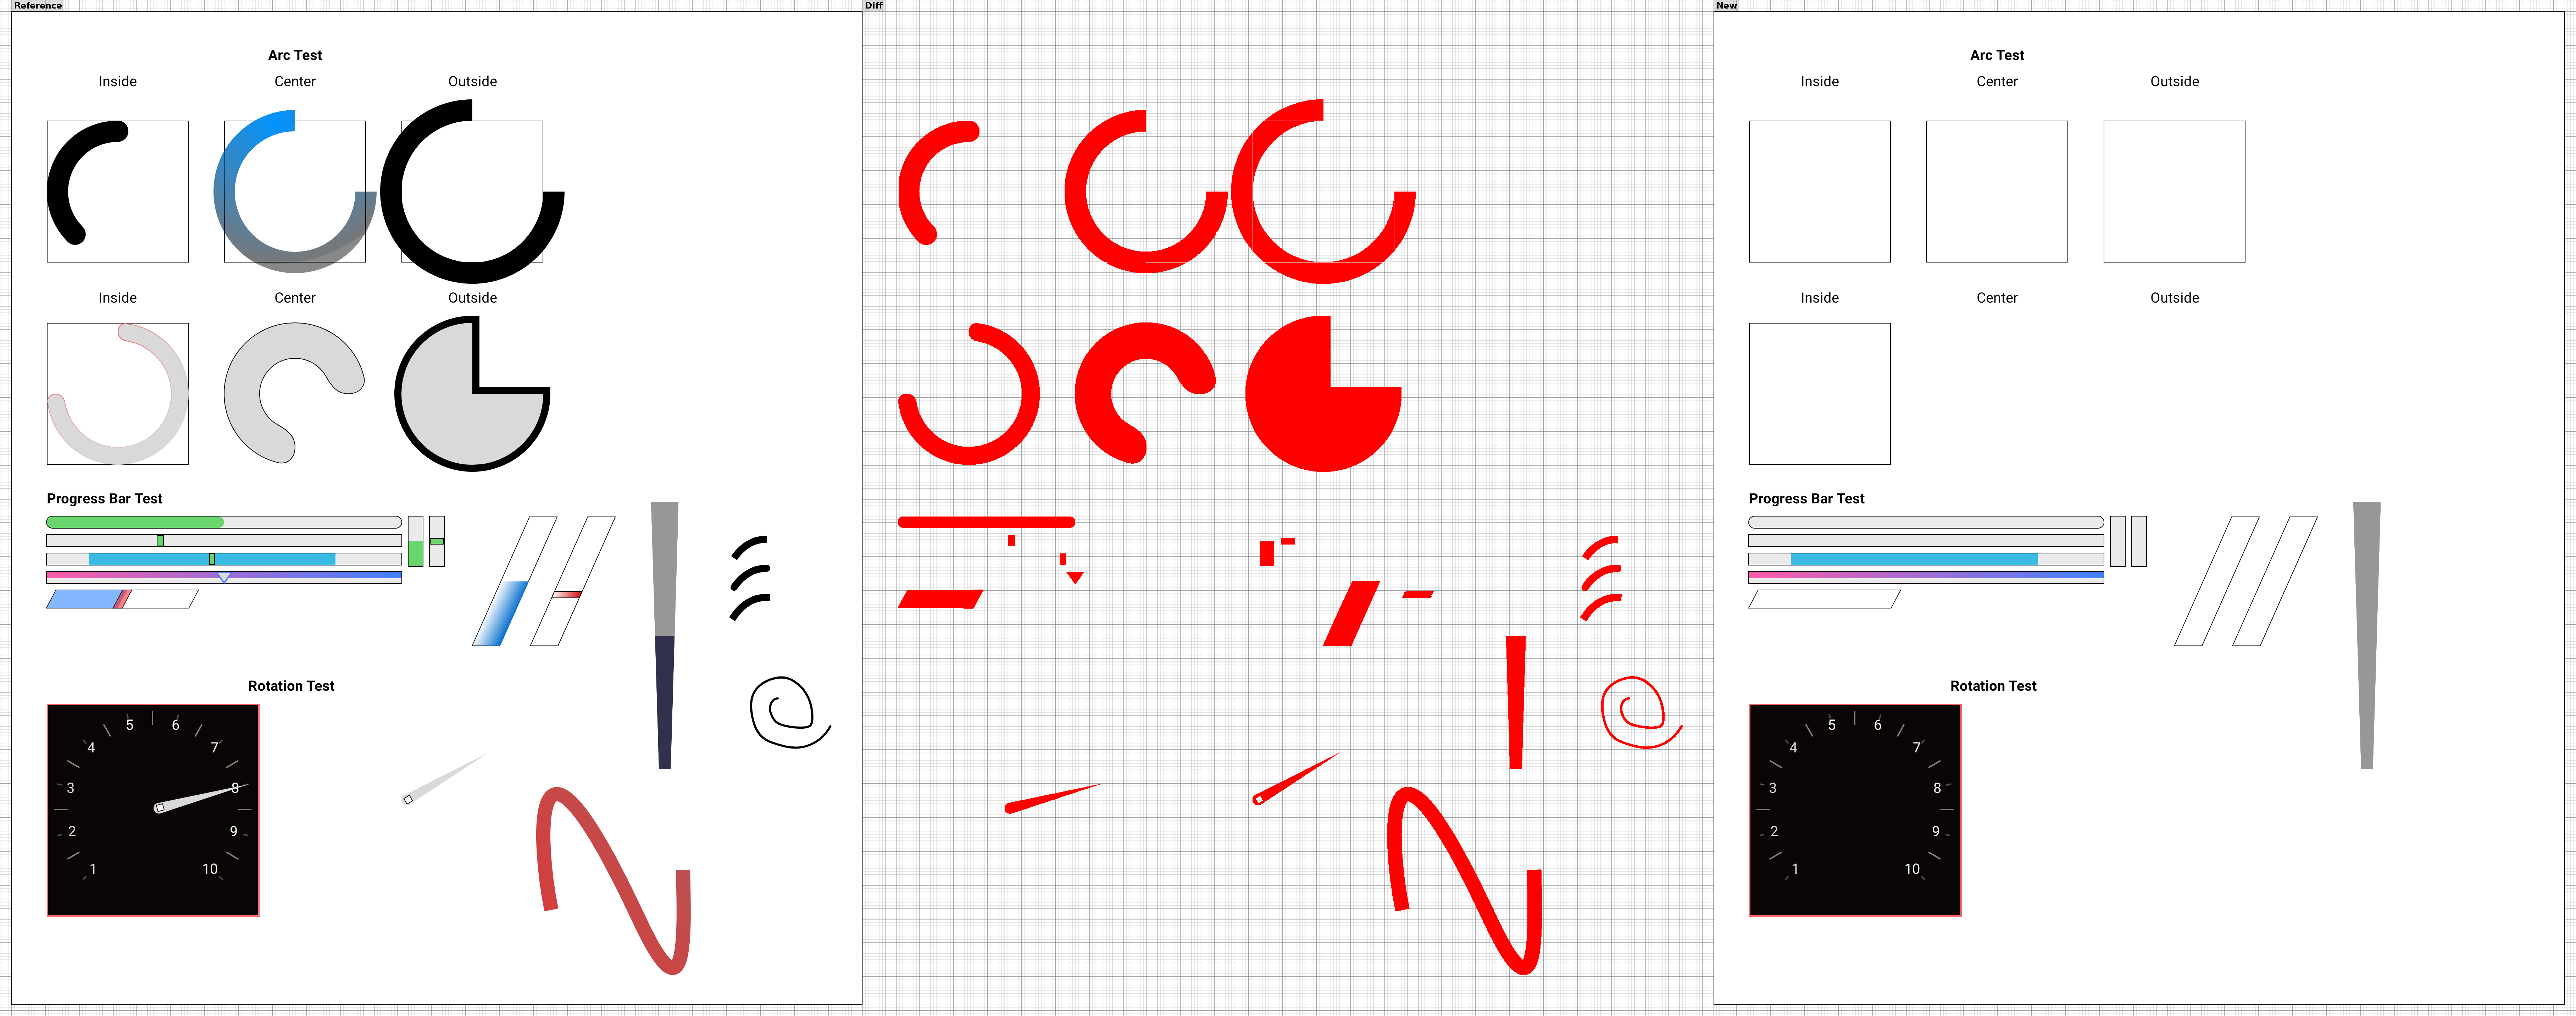 Reference
Diff
New
Arc Test
Inside Center Outside
Inside Center Outside
Progress Bar Test
Rotation Test
5 6
4 7
3 8
2 9
1 10
Arc Test
Inside Center Outside
Inside Center Outside
Progress Bar Test
Rotation Test
5 6
4 7
3 8
2 9
1 10